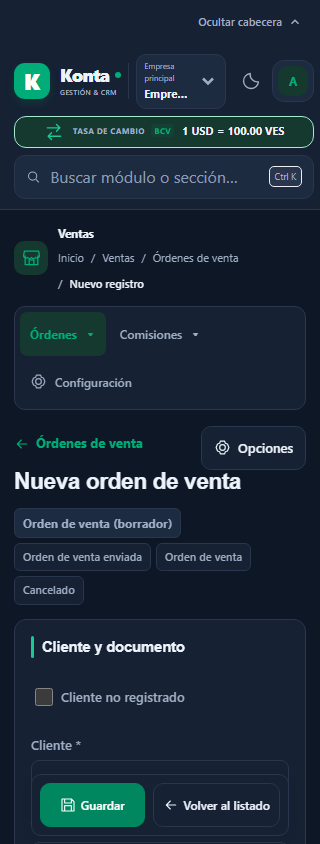 Ocultar cabecera
K
Konta
GESTIÓN & CRM
Empresa
principal
Empre...
A
TASA DE CAMBIO BCV 1 USD = 100.00 VES
Buscar módulo o sección...
Ctrl K
Ventas
Inicio / Ventas / Órdenes de venta
/ Nuevo registro
Órdenes
Comisiones
Configuración
← Órdenes de venta
Opciones
Nueva orden de venta
Orden de venta (borrador)
Orden de venta enviada
Orden de venta
Cancelado
Cliente y documento
Cliente no registrado
Cliente *
Guardar
← Volver al listado